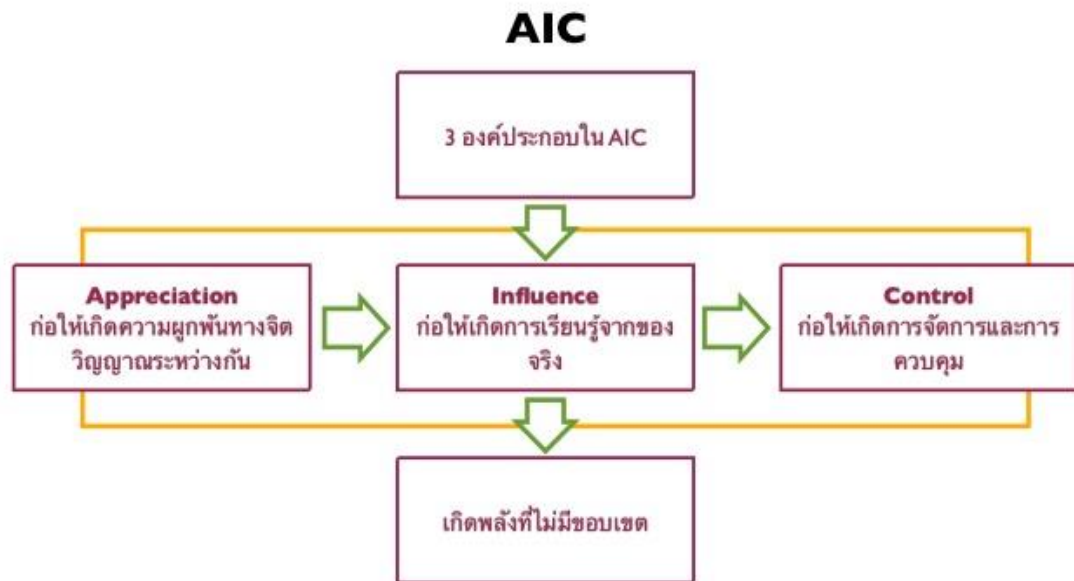 AIC
3 องค์ประกอบใน AIC
Appreciation
ก่อให้เกิดความผูกพันทางจิต
วิญญาณระหว่างกัน
Influence
ก่อให้เกิดการเรียนรู้จากของ
จริง
Control
ก่อให้เกิดการจัดการและการ
ควบคุม
เกิดพลังที่ไม่มีขอบเขต